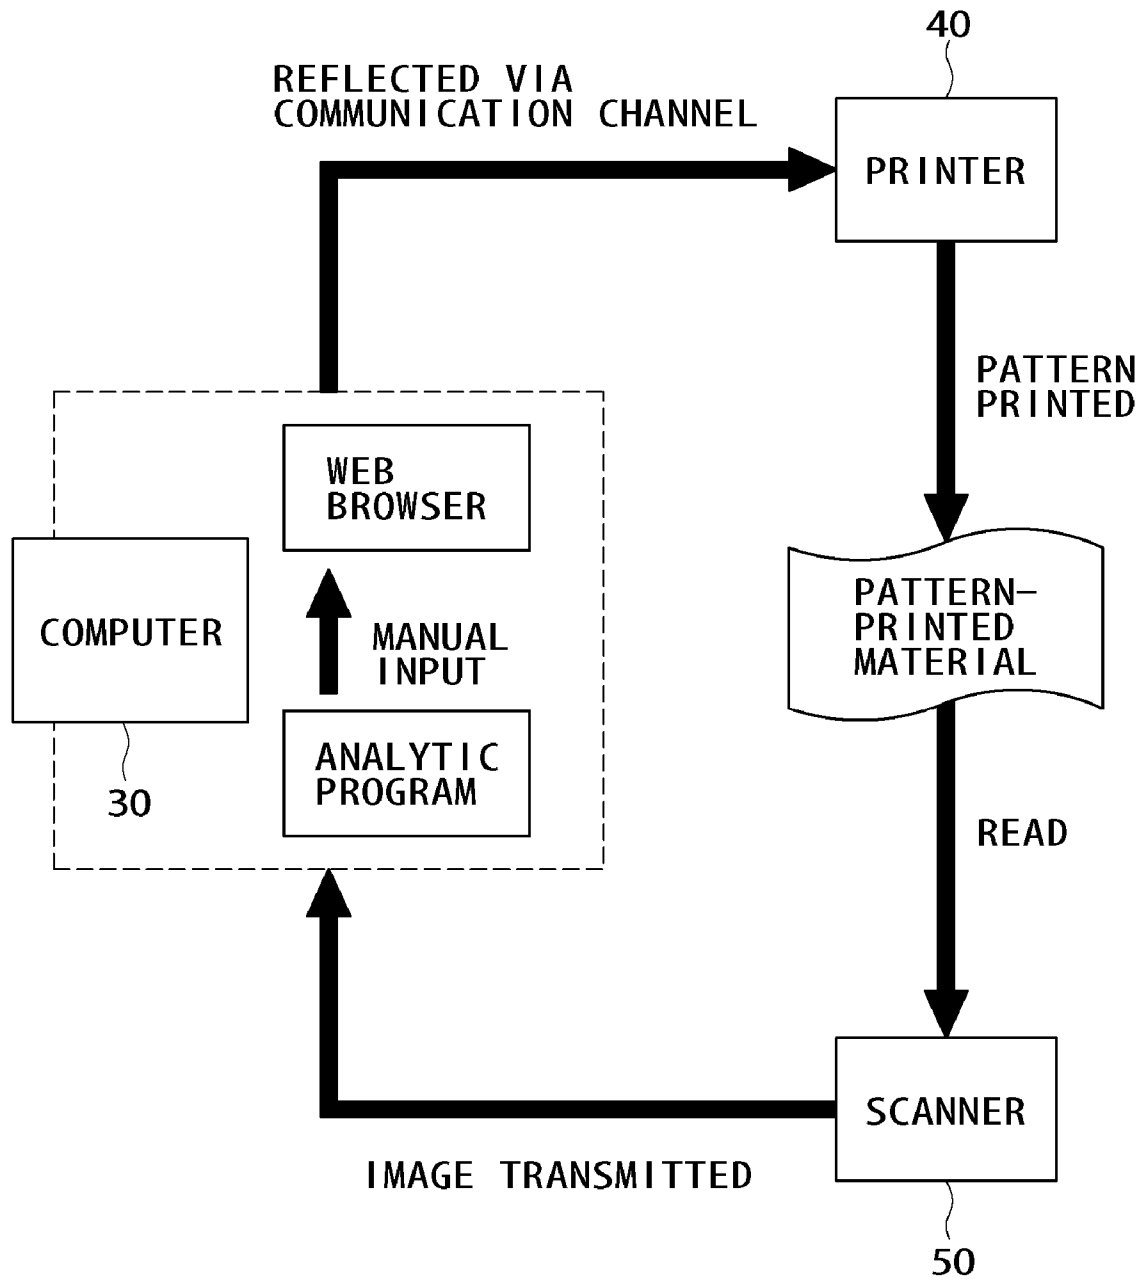 40
REFLECTED VIA
COMMUNICATION CHANNEL
PRINTER
PATTERN
PRINTED
WEB
BROWSER
PATTERN-
PRINTED
MATERIAL
COMPUTER
MANUAL
INPUT
ANALYTIC
PROGRAM
30
READ
SCANNER
IMAGE TRANSMITTED
50